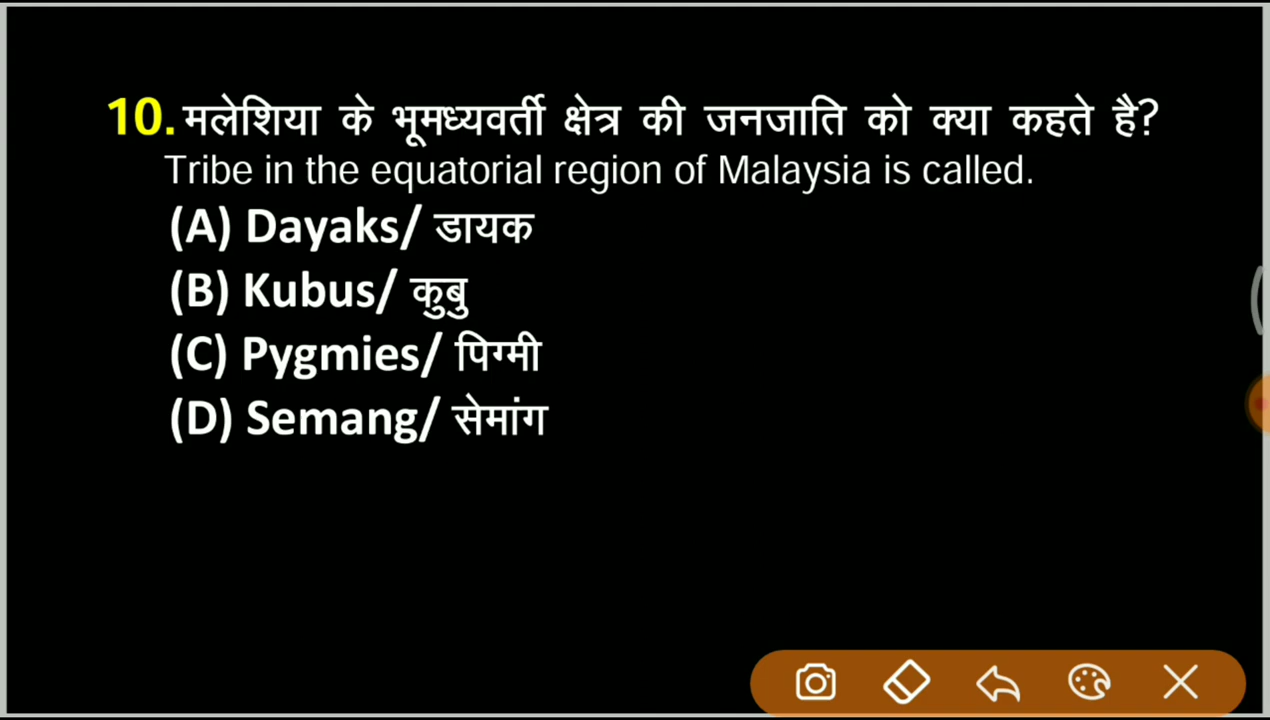 10. मलेशिया के भूमध्यवर्ती क्षेत्र की जनजाति को क्या कहते है?
Tribe in the equatorial region of Malaysia is called.
(A) Dayaks/ डायक
(B) Kubus/ कुबु
(C) Pygmies/ पिग्मी
(D) Semang/ सेमांग